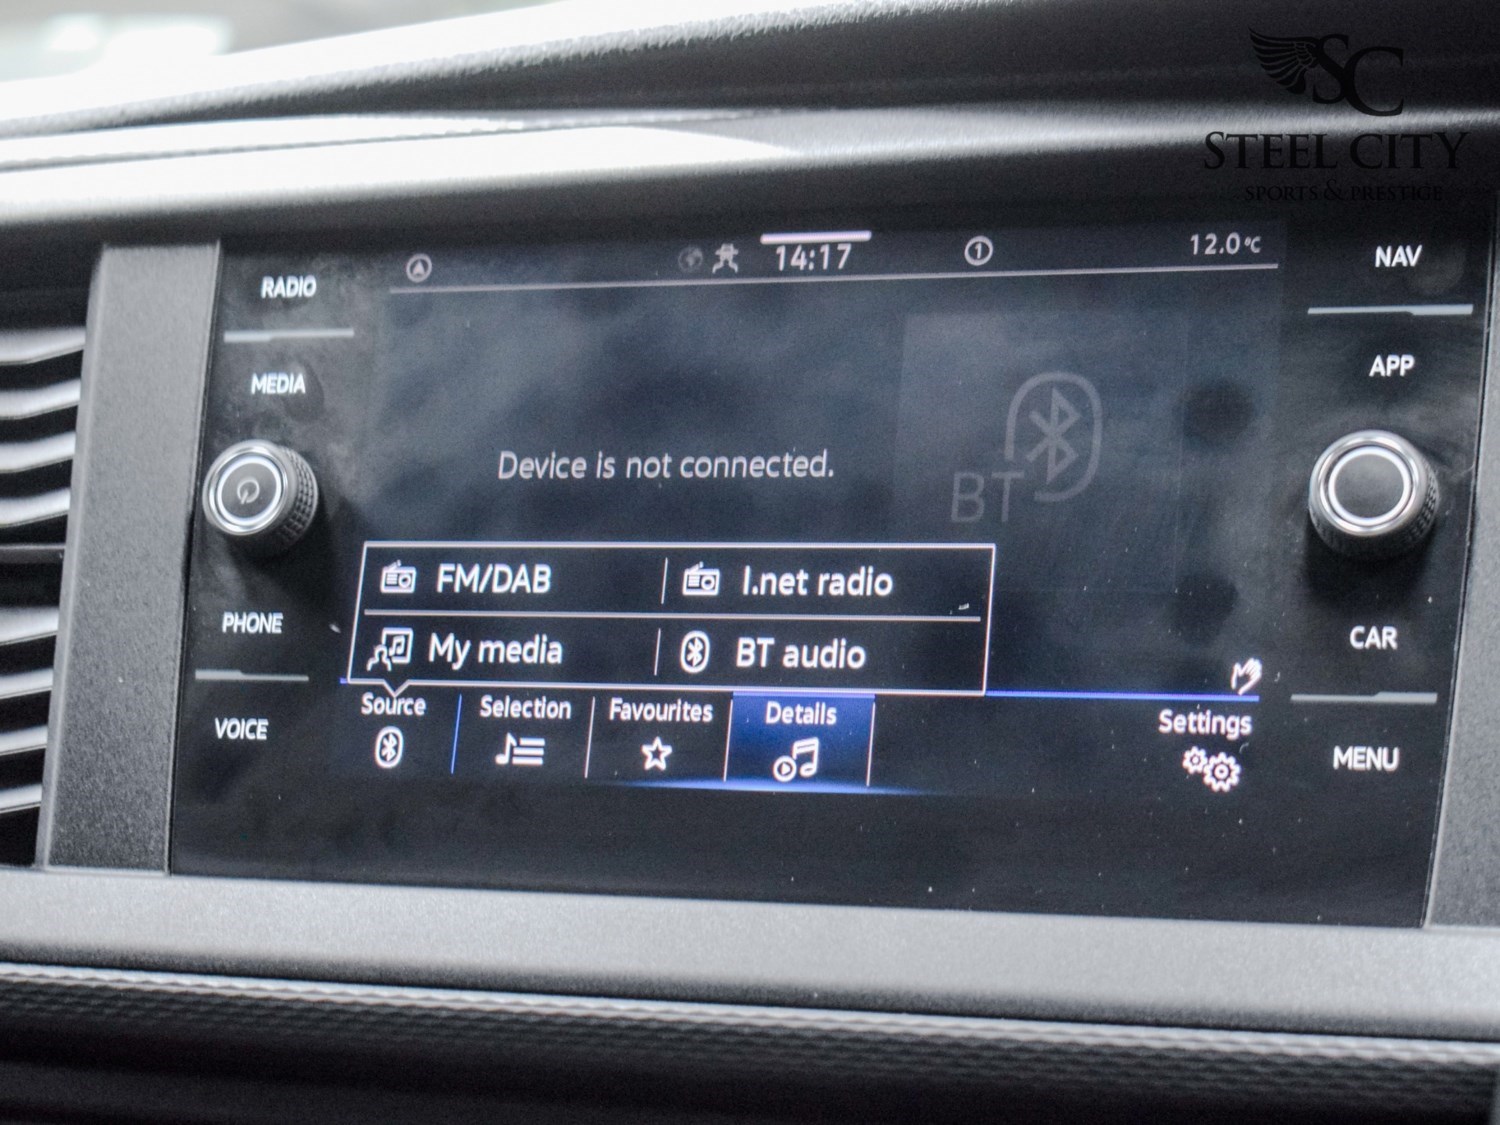 SC
STEEL CITY
SPORTS & PRESTIGE
RADIO
MEDIA
PHONE
VOICE
14:17
1
12.0°C
Device is not connected.
BT
FM/DAB
I.net radio
My media
BT audio
Source
Selection
Favourites
Details
Settings
NAV
APP
CAR
MENU